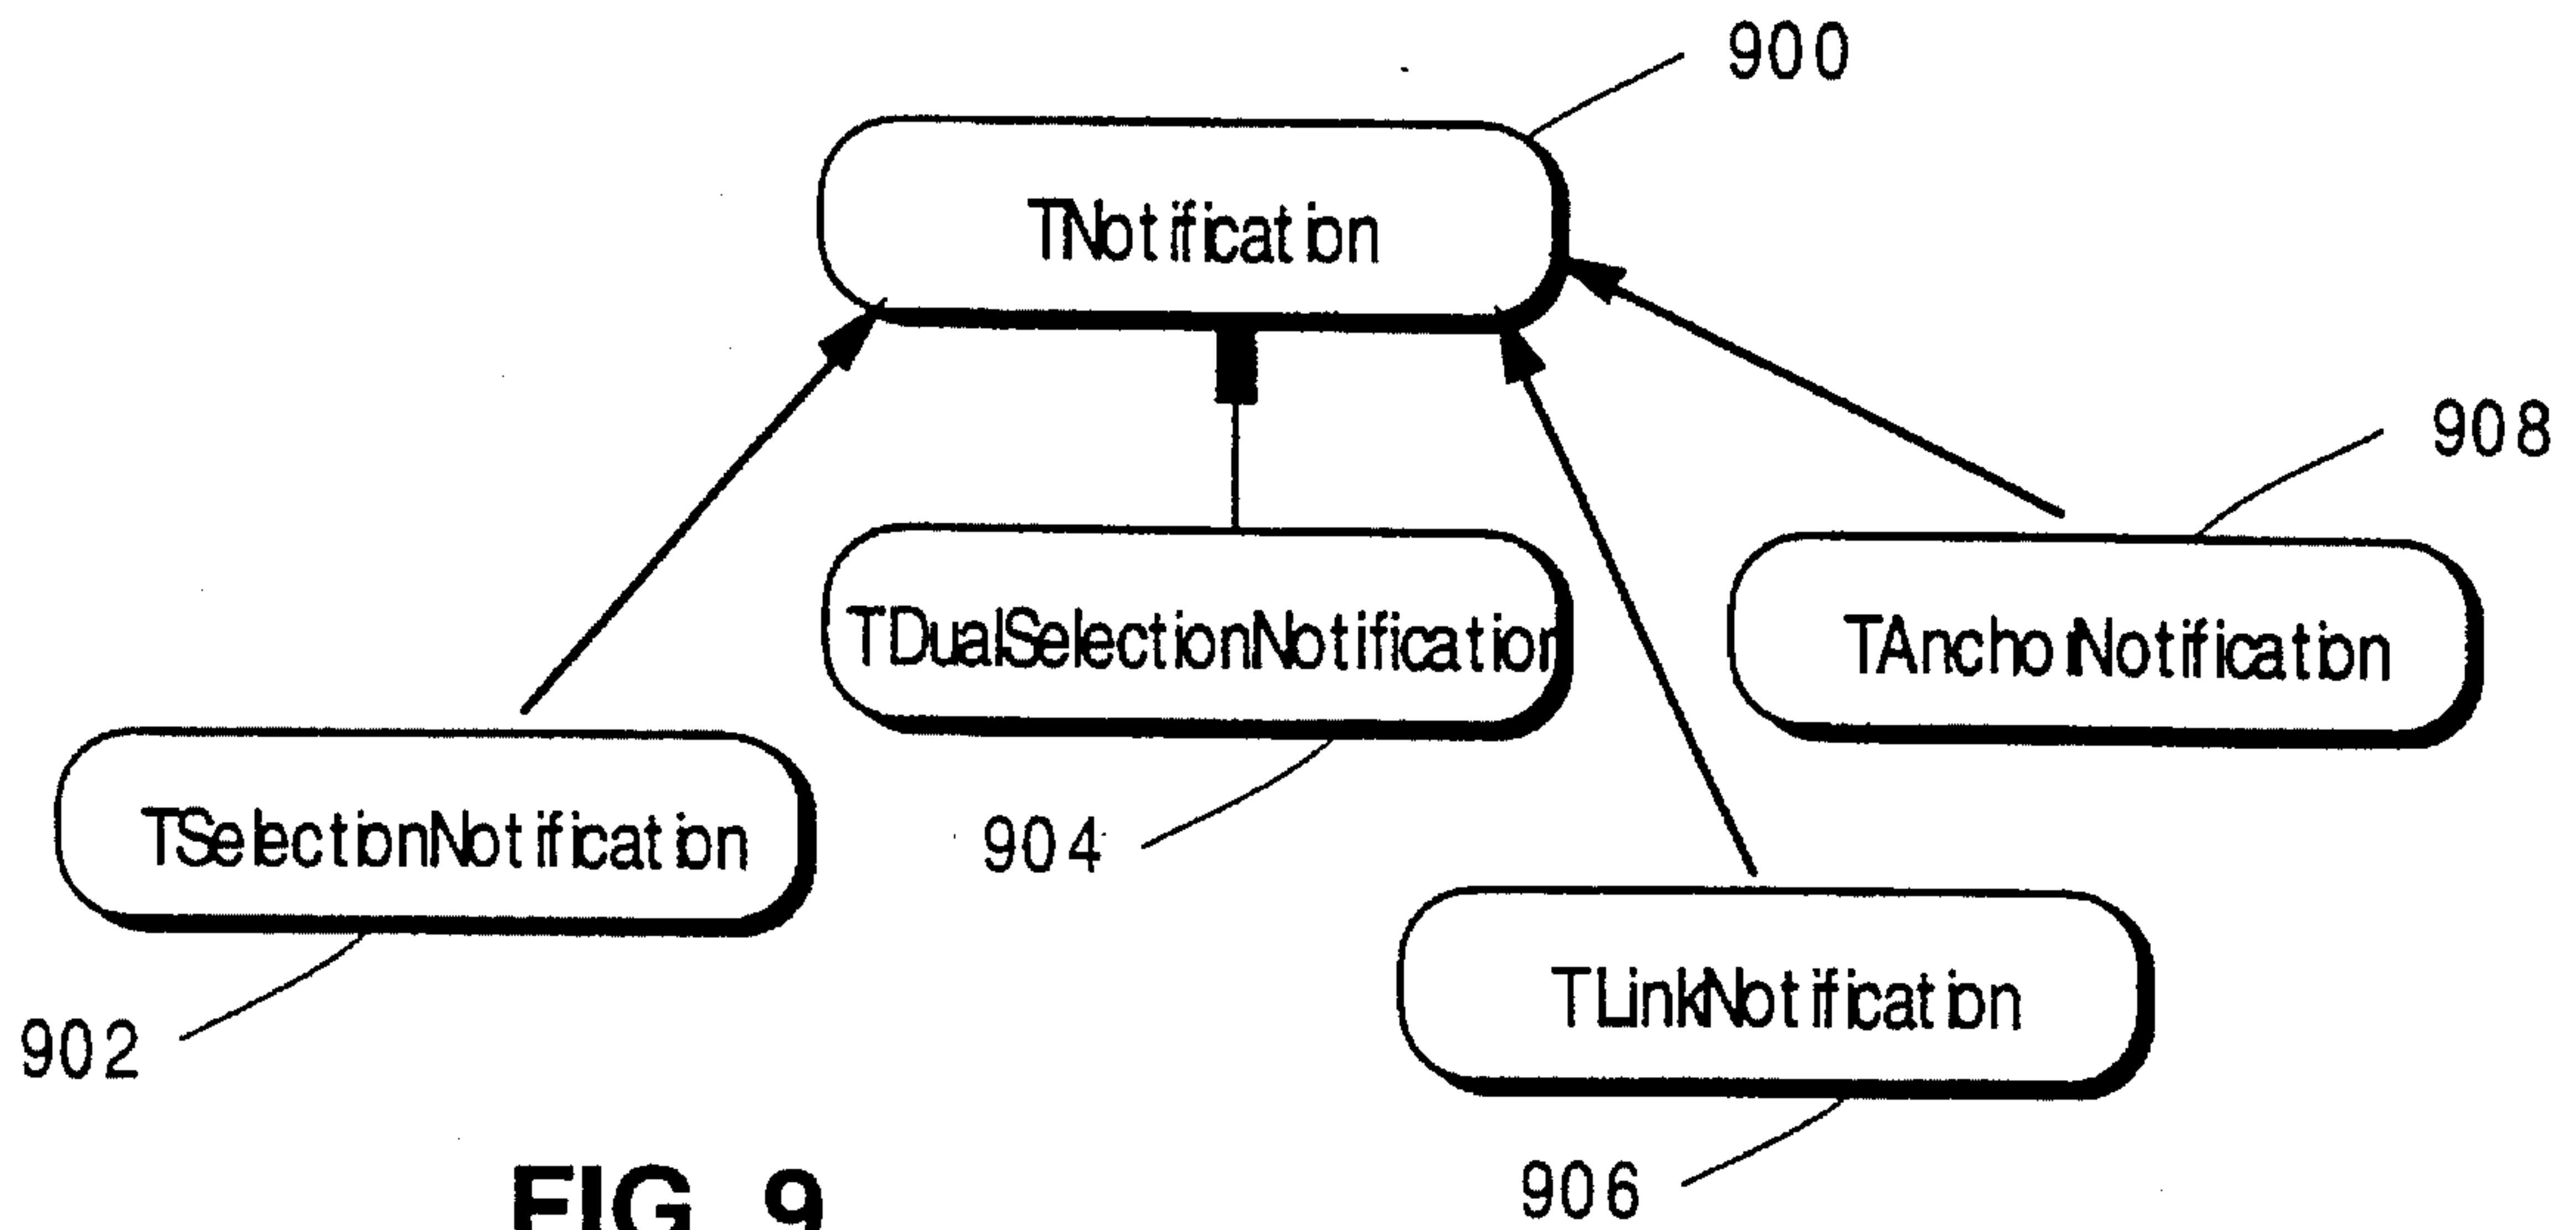 900
TNotification
908
TDualSelectionNotification
TAnchorNotification
TSelectionNotification
904
TLinkNotification
902
906
FIG. 9